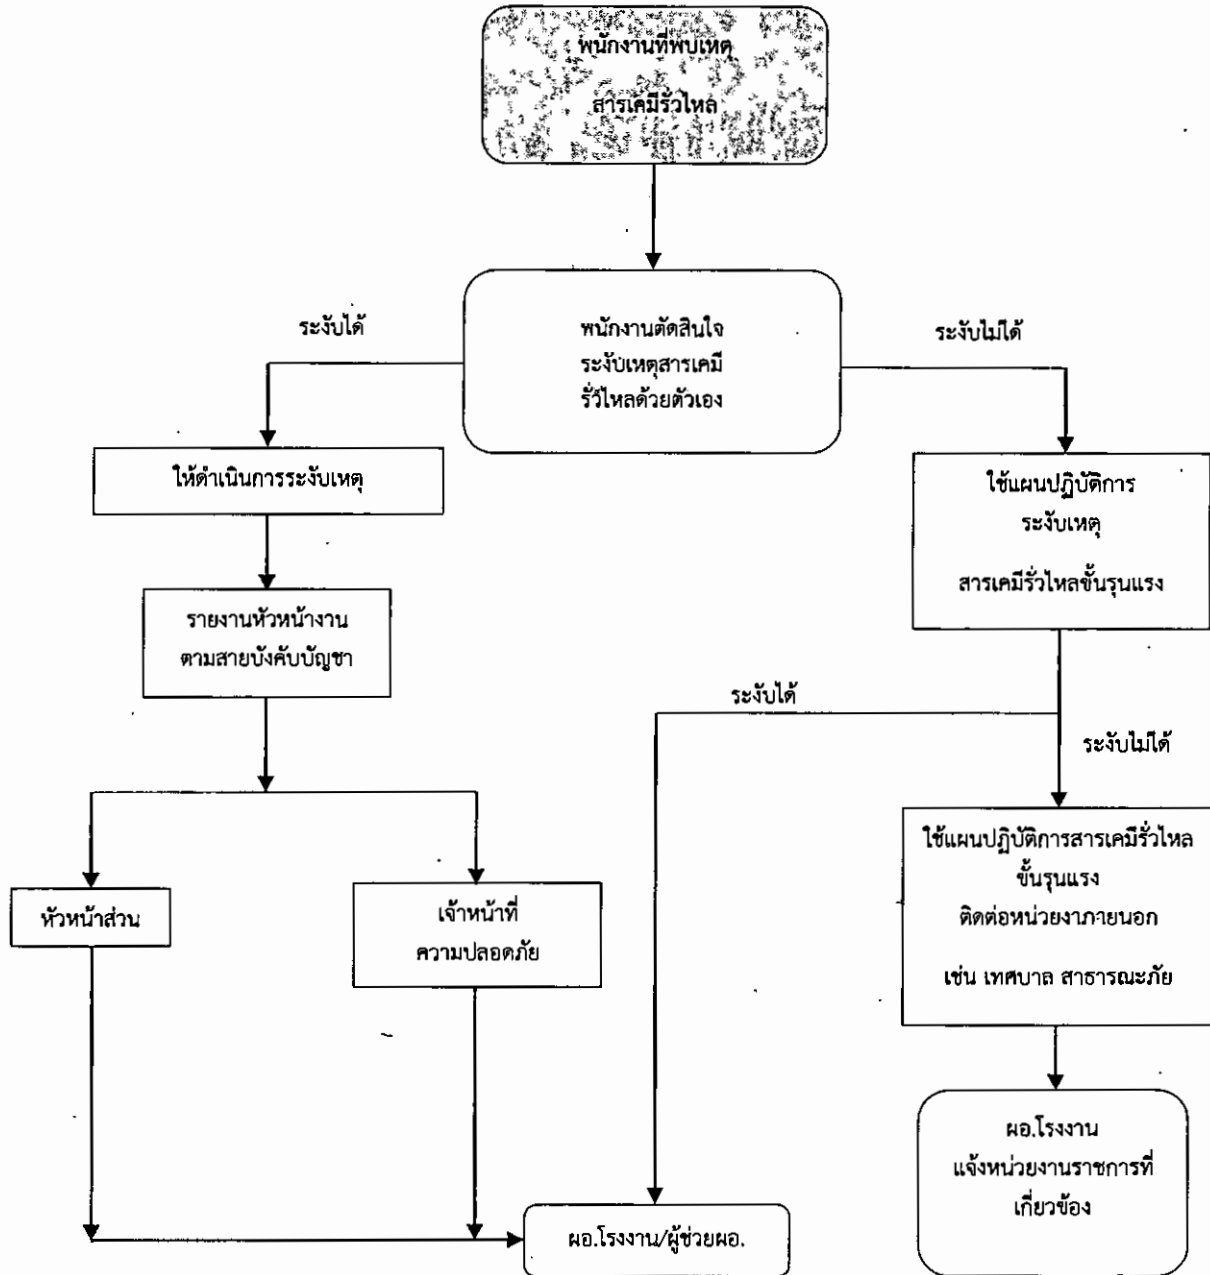 พนักงานที่พบเหตุ
สารเคมีรั่วไหล
พนักงานตัดสินใจ
ระงับเหตุสารเคมี
รั่วไหลด้วยตัวเอง
ระงับได้
ระงับไม่ได้
ให้ดำเนินการระงับเหตุ
รายงานหัวหน้างาน
ตามสายบังคับบัญชา
หัวหน้าส่วน
เจ้าหน้าที่
ความปลอดภัย
ใช้แผนปฏิบัติการ
ระงับเหตุ
สารเคมีรั่วไหลขั้นรุนแรง
ระงับได้
ระงับไม่ได้
ใช้แผนปฏิบัติการสารเคมีรั่วไหล
ขั้นรุนแรง
ติดต่อหน่วยงาภายนอก
เช่น เทศบาล สาธารณะภัย
ผอ.โรงงาน
แจ้งหน่วยงานราชการที่
เกี่ยวข้อง
ผอ.โรงงาน/ผู้ช่วยผอ.